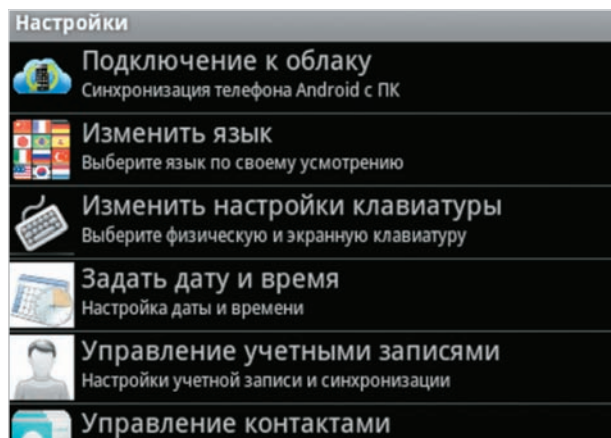 Настройки
Подключение к облаку
Синхронизация телефона Android с ПК
Изменить язык
Выберите язык по своему усмотрению
Изменить настройки клавиатуры
Выберите физическую и экранную клавиатуру
Задать дату и время
Настройка даты и времени
Управление учетными записями
Настройки учетной записи и синхронизации
Управление контактами